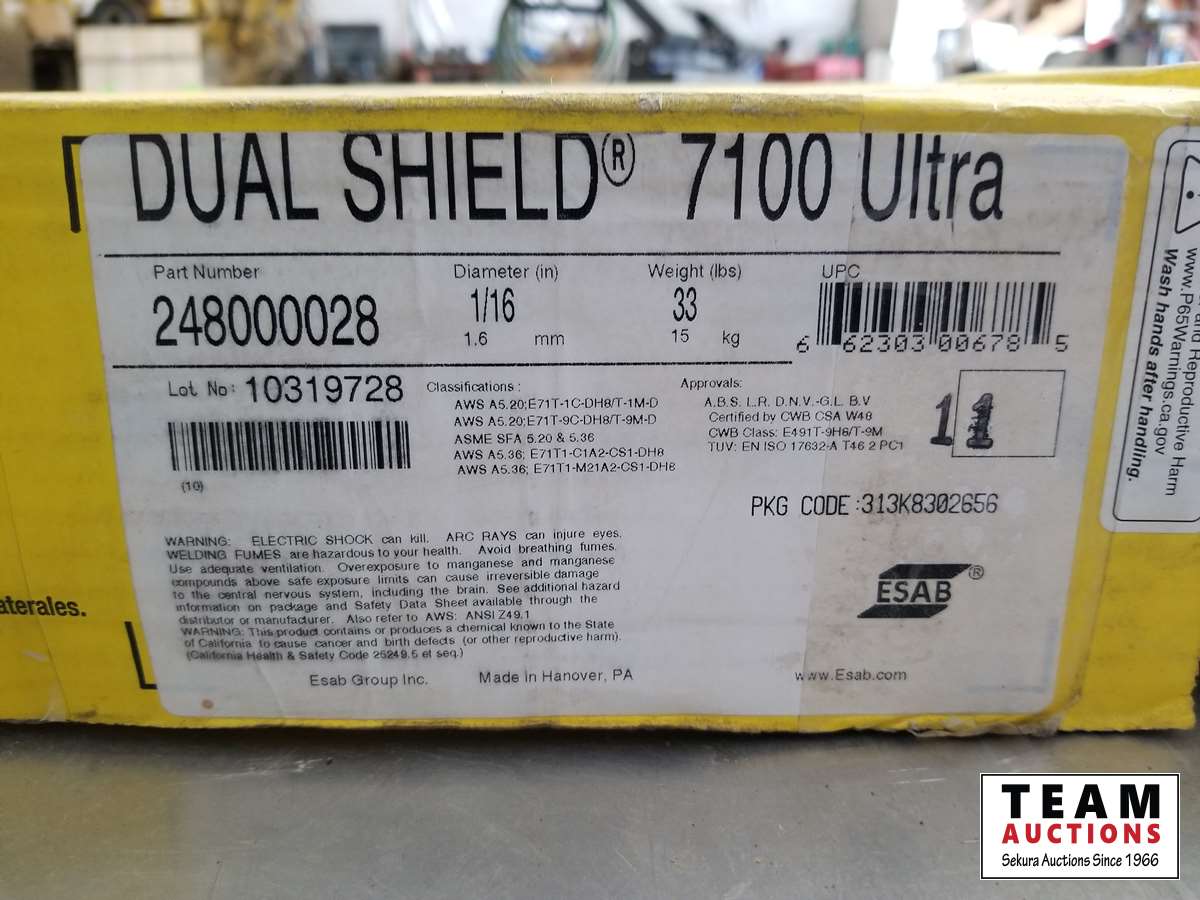 DUAL SHIELD® 7100 Ultra
Part Number
248000028
Diameter (in)
1/16
1.6 mm
Weight (lbs)
33
15 kg
UPC
6 62303 00678 5
Lot No: 10319728
(10)
Classifications :
AWS A5.20;E71T-1C-DH8/T-1M-D
AWS A5.20;E71T-9C-DH8/T-9M-D
ASME SFA 5.20 & 5.36
AWS A5.36; E71T1-C1A2-CS1-DH8
AWS A5.36; E71T1-M21A2-CS1-DH8
Approvals:
A.B.S. L.R. D.N.V.-G.L. B.V
Certified by CWB CSA W48
CWB Class: E491T-9H8/T-9M
TUV: EN ISO 17632-A T46 2 PC1
11
PKG CODE:313K8302656
WARNING: ELECTRIC SHOCK can kill. ARC RAYS can injure eyes.
WELDING FUMES are hazardous to your health. Avoid breathing fumes.
Use adequate ventilation. Overexposure to manganese and manganese
compounds above safe exposure limits can cause irreversible damage
to the central nervous system, including the brain. See additional hazard
information on package and Safety Data Sheet available through the
distributor or manufacturer. Also refer to AWS: ANSI Z49.1
WARNING: This product contains or produces a chemical known to the State
of California to cause cancer and birth defects (or other reproductive harm).
(California Health & Safety Code 25249.5 et seq.)
Esab Group Inc. Made in Hanover, PA
ESAB®
www.Esab.com
aterales.
and Reproductive Harm
www.P65Warnings.ca.gov
Wash hands after handling.
TEAM
AUCTIONS
Sekura Auctions Since 1966